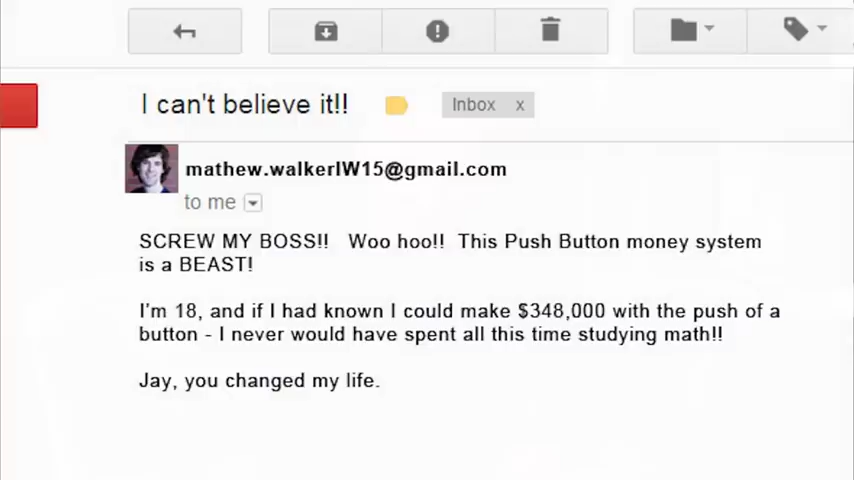 I can't believe it!!
Inbox x
mathew.walkerIW15@gmail.com
to me
SCREW MY BOSS!! Woo hoo!! This Push Button money system
is a BEAST!
I'm 18, and if I had known I could make $348,000 with the push of a
button - I never would have spent all this time studying math!!
Jay, you changed my life.